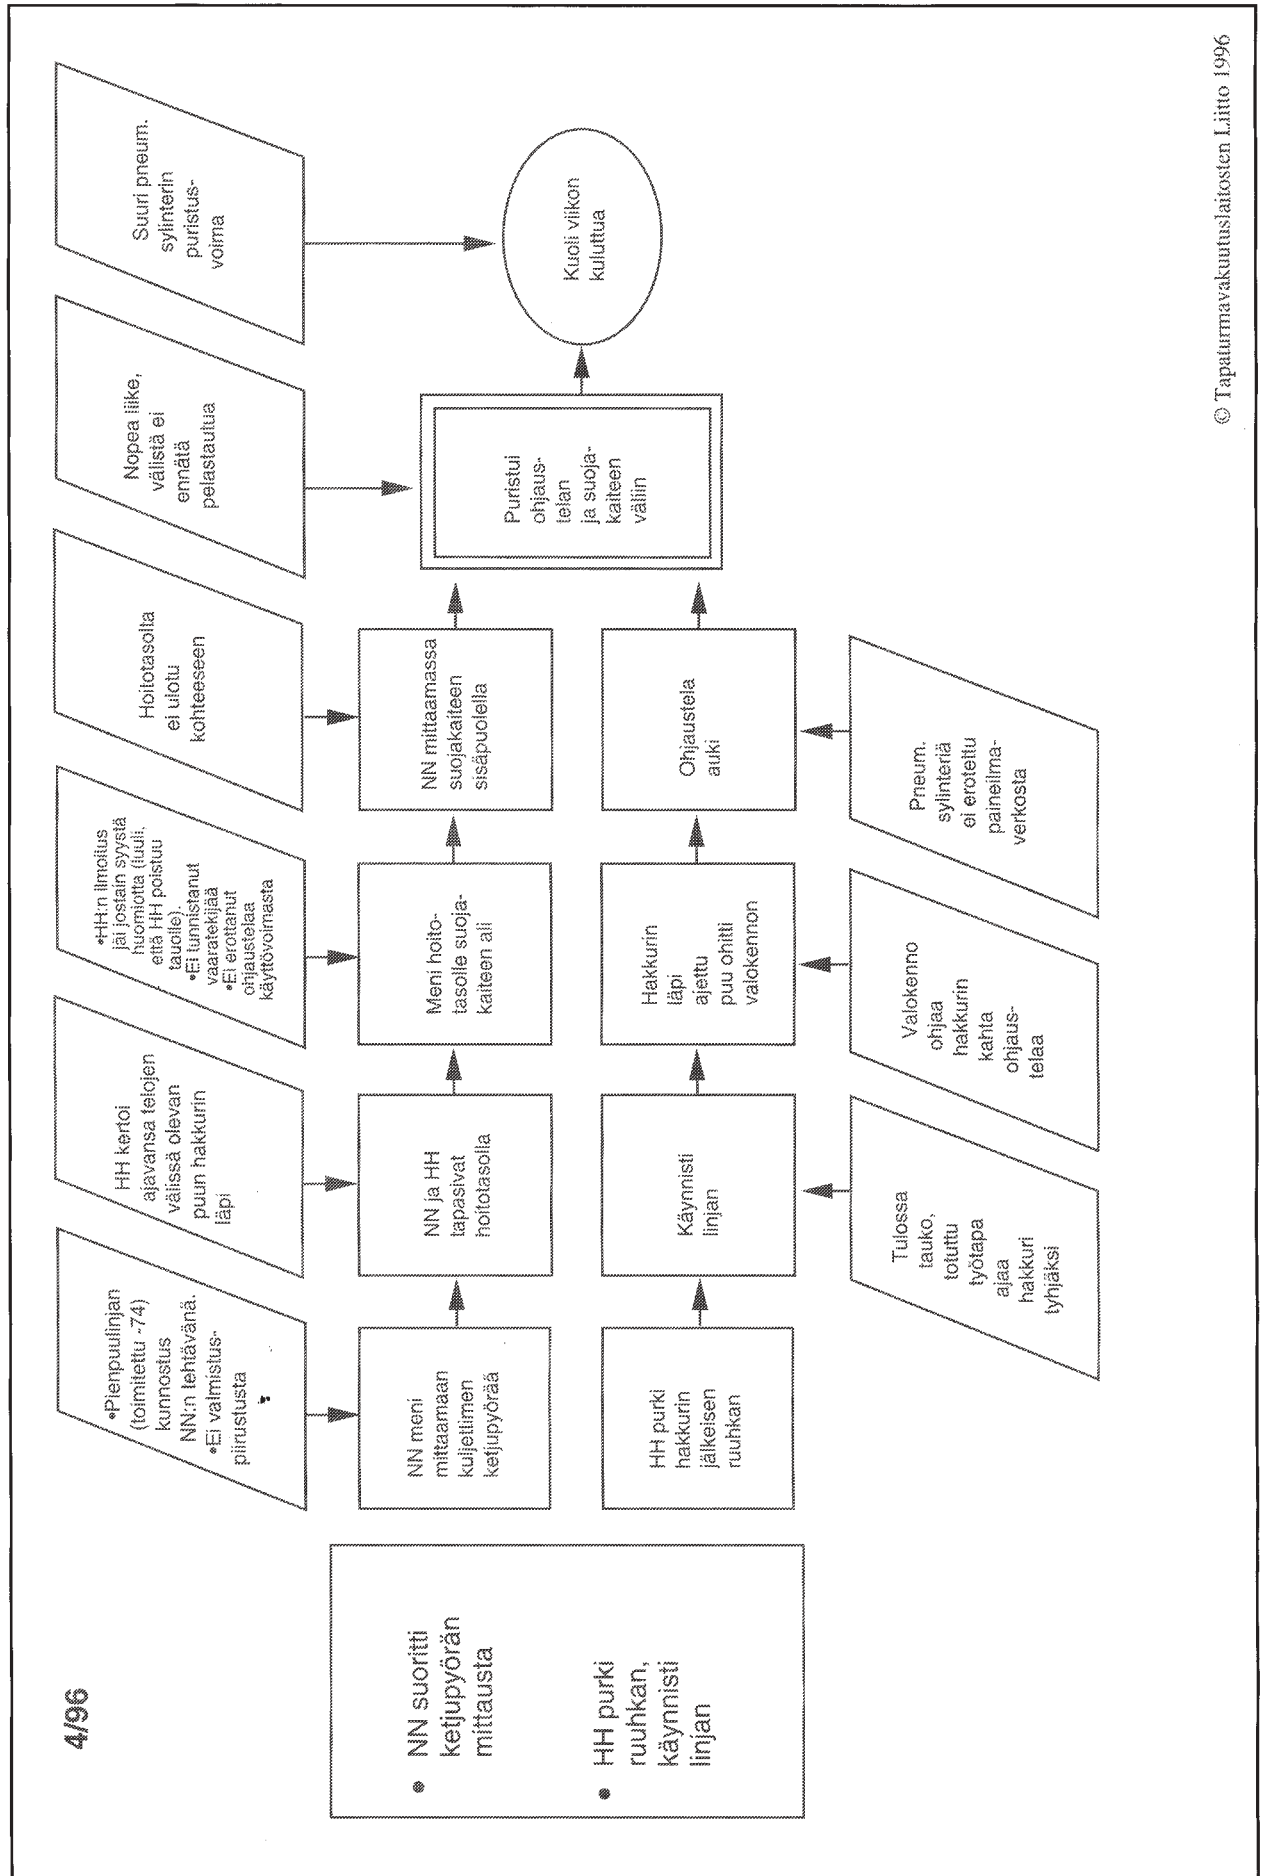 4/96
• NN suoritti
ketjupyörän
mittausta
• HH purki
ruuhkan,
käynnisti
linjan
•Pienpuulinjan
(toimitettu -74)
kunnostus
NN:n tehtävänä.
•Ei valmistus-
piirustusta
HH kertoi
ajavansa telojen
välissä olevan
puun hakkurin
läpi
•HH:n ilmoitus
jäi jostain syystä
huomiotta (luuli,
että HH poistuu
tauolle).
•Ei tunnistanut
vaaratekijää
•Ei erottanut
ohjaustelaa
käyttövoimasta
Hoitotasolta
ei ulotu
kohteeseen
Nopea liike,
välistä ei
ennätä
pelastautua
Suuri pneum.
sylinterin
puristus-
voima
NN meni
mittaamaan
kuljettimen
ketjupyörää
NN ja HH
tapasivat
hoitotasolla
Meni hoito-
tasolle suoja-
kaiteen ali
NN mittaamassa
suojakaiteen
sisäpuolella
Puristui
ohjaus-
telan
ja suoja-
kaiteen
väliin
Kuoli viikon
kuluttua
HH purki
hakkurin
jälkeisen
ruuhkan
Käynnisti
linjan
Hakkurin
läpi
ajettu
puu ohitti
valokennon
Ohjaustela
auki
Tulossa
tauko,
totuttu
työtapa
ajaa
hakkuri
tyhjäksi
Valokenno
ohjaa
hakkurin
kahta
ohjaus-
telaa
Pneum.
sylinteriä
ei erotettu
paineilma-
verkosta
© Tapaturmavakuutuslaitosten Liitto 1996